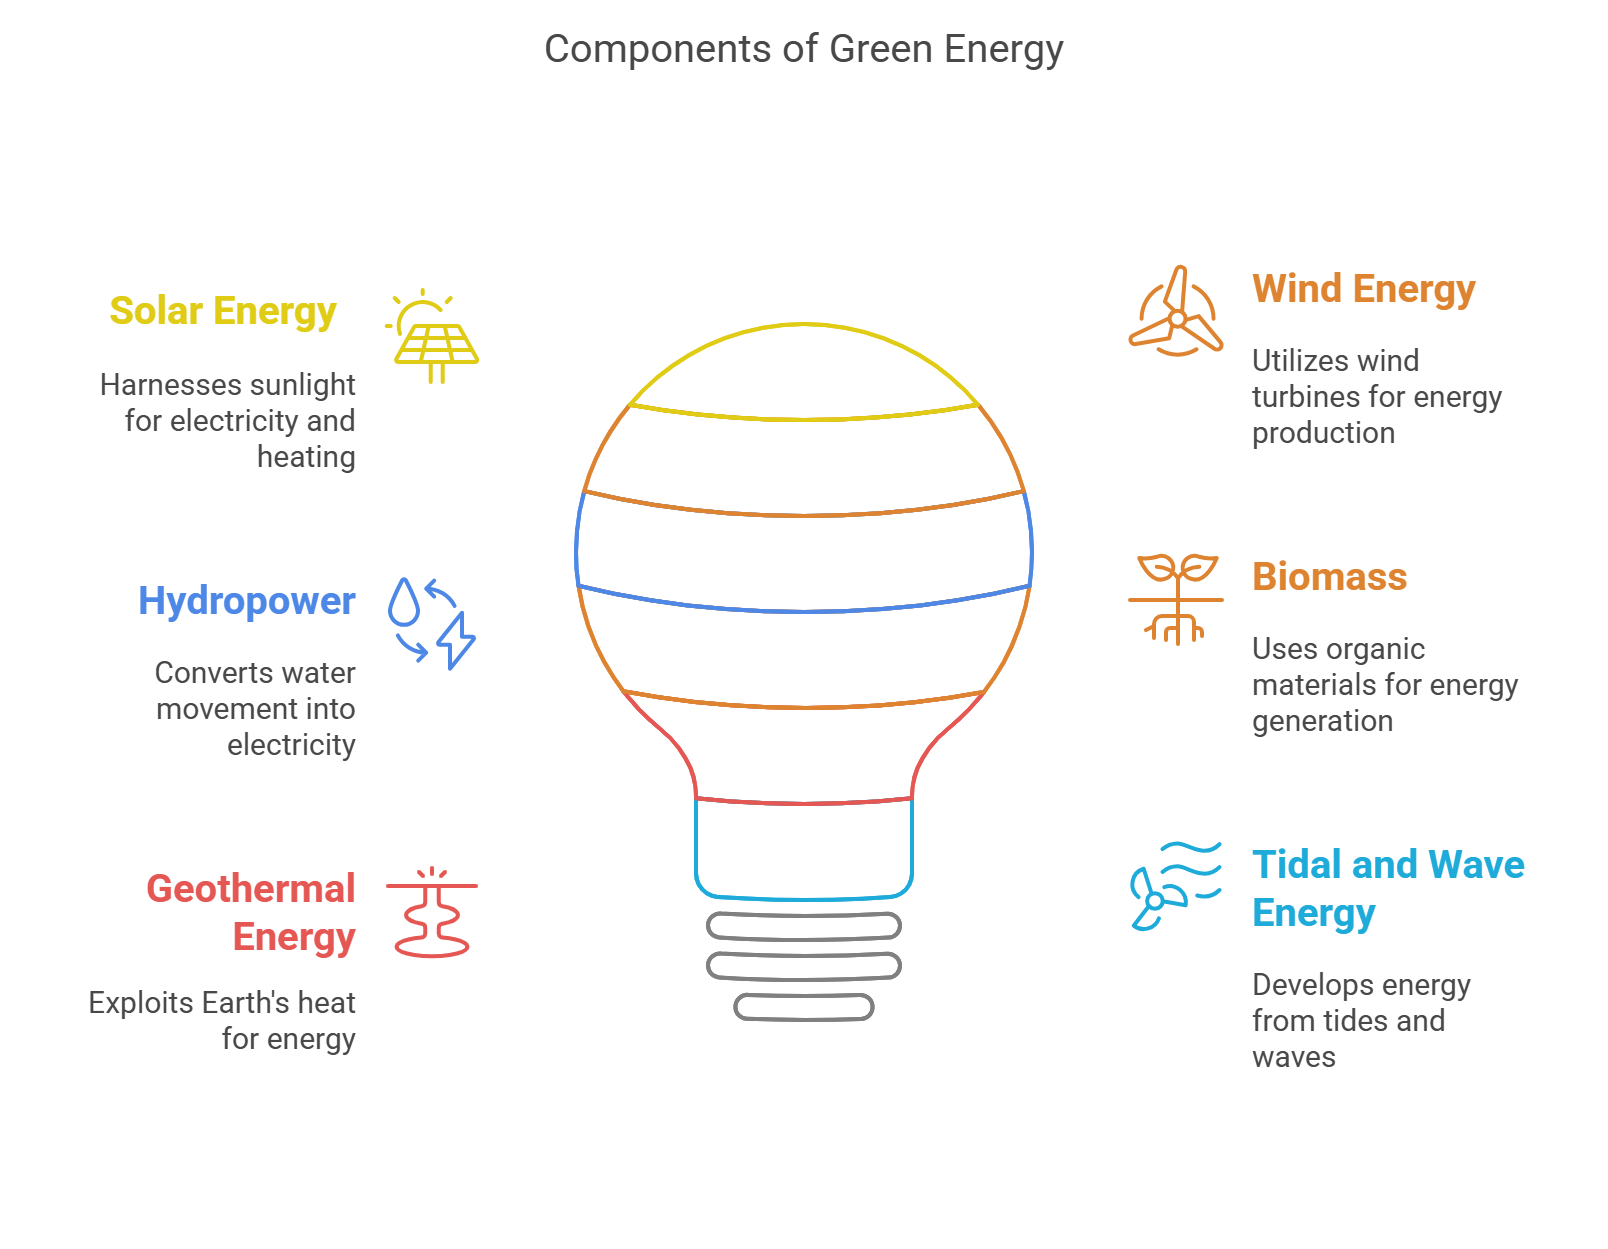 Components of Green Energy
Solar Energy
Harnesses sunlight
for electricity and
heating
Wind Energy
Utilizes wind
turbines for energy
production
Hydropower
Converts water
movement into
electricity
Biomass
Uses organic
materials for energy
generation
Geothermal
Energy
Exploits Earth's heat
for energy
Tidal and Wave
Energy
Develops energy
from tides and
waves